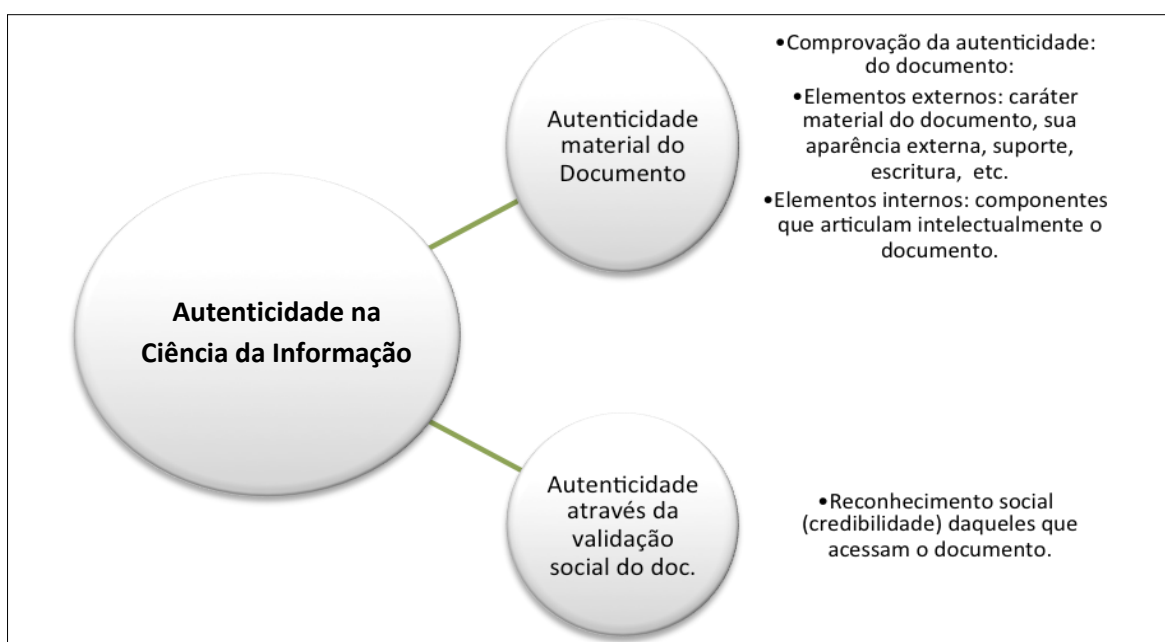 Autenticidade na
Ciência da Informação
Autenticidade
material do
Documento
•Comprovação da autenticidade:
do documento:
•Elementos externos: caráter
material do documento, sua
aparência externa, suporte,
escritura, etc.
•Elementos internos: componentes
que articulam intelectualmente o
documento.
Autenticidade
através da
validação
social do doc.
•Reconhecimento social
(credibilidade) daqueles que
acessam o documento.